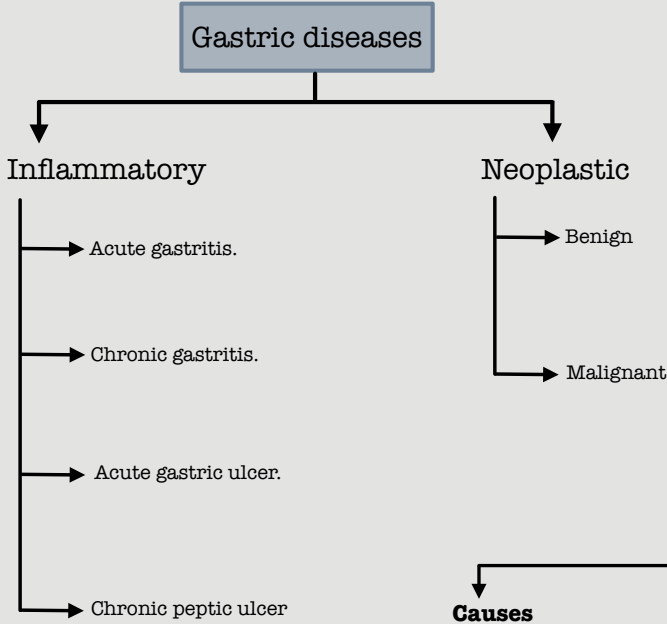 Gastric diseases
Inflammatory
Acute gastritis.
Chronic gastritis.
Acute gastric ulcer.
Chronic peptic ulcer
Neoplastic
Benign
Malignant
Causes